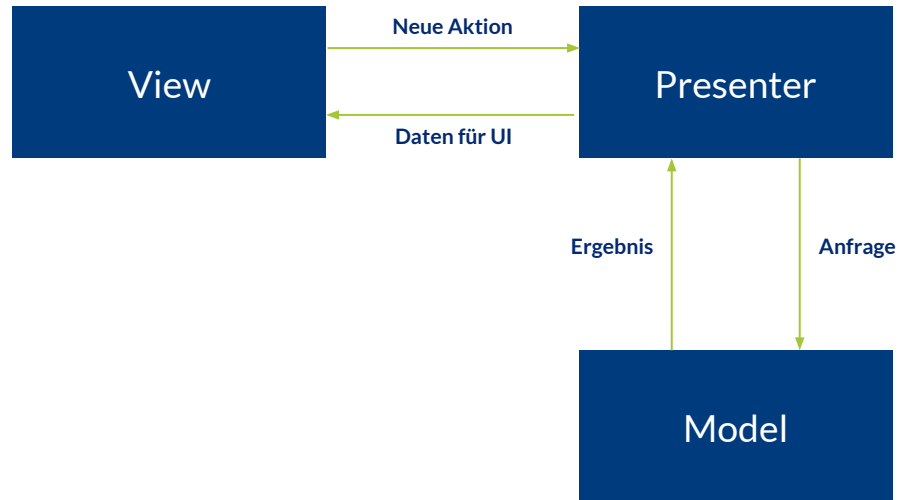 Neue Aktion
View
Presenter
Daten für UI
Ergebnis
Anfrage
Model